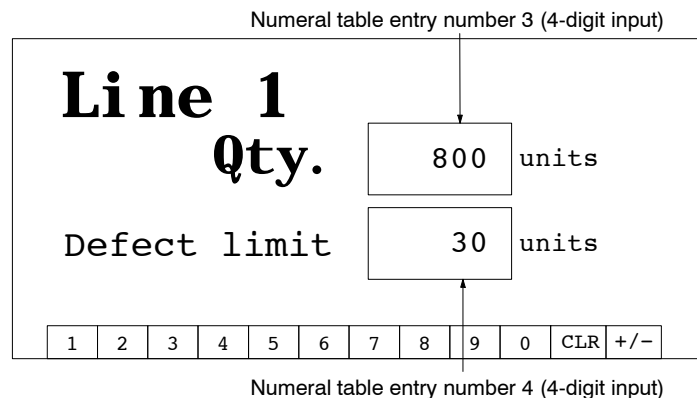 Numeral table entry number 3 (4-digit input)
Line 1
Qty. 800 units
Defect limit 30 units
1 2 3 4 5 6 7 8 9 0 CLR +/−
Numeral table entry number 4 (4-digit input)